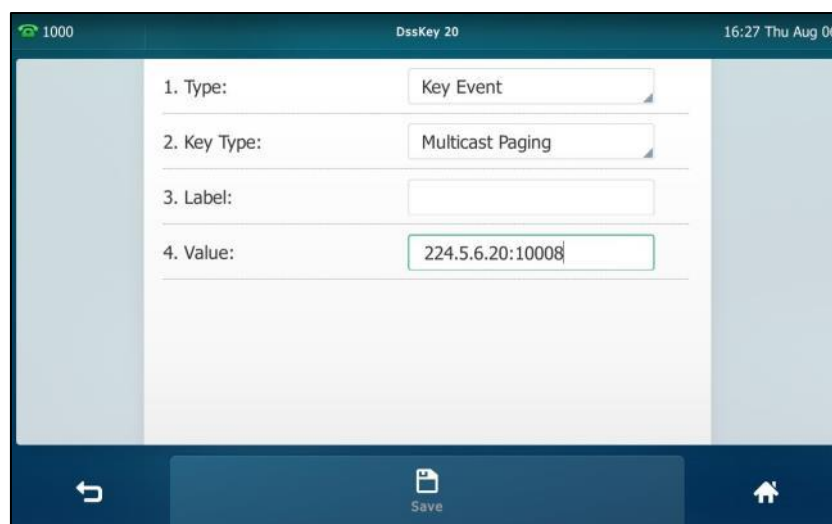 1000 DssKey 20 16:27 Thu Aug 0
1. Type: Key Event
2. Key Type: Multicast Paging
3. Label:
4. Value: 224.5.6.20:10008
Save